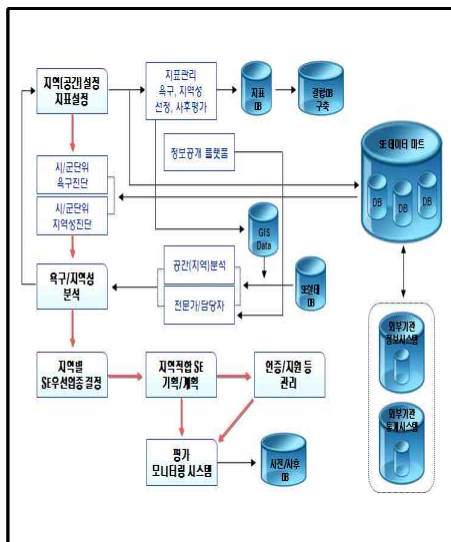 지역(공간)설정
지표설정
지표관리
욕구, 지역성
선정, 사후평가
지표
DB
결합DB
구축
정보공개 플랫폼
SE데이터 마트
DB
DB
DB
시/군단위
욕구진단
시/군단위
지역성진단
GIS
Data
욕구/지역성
분석
공간(지역)분석
전문가/담당자
SE실태
DB
외부기관
정보시스템
외부기관
통계시스템
지역별
SE우선업종 결정
지역적합 SE
기획/계획
인증/지원 등
관리
평가
모니터링 시스템
사전/사후
DB